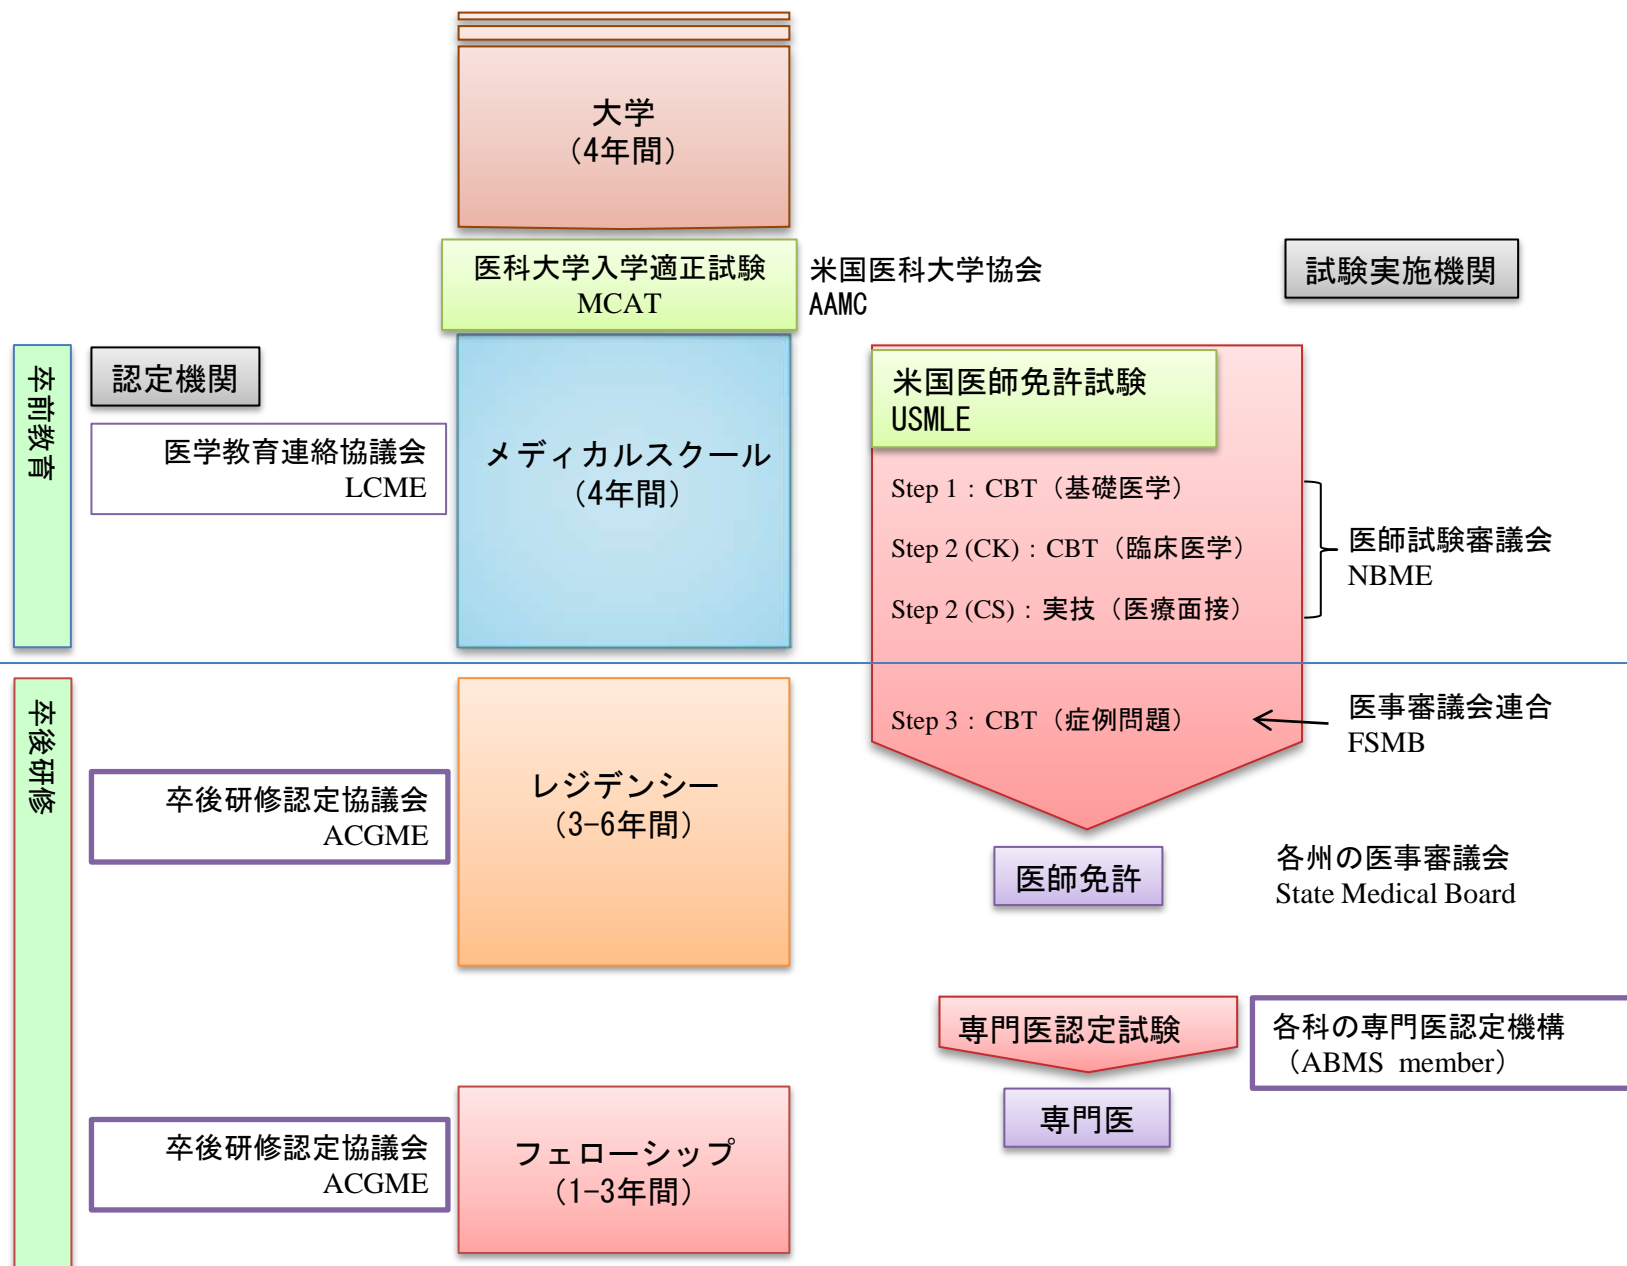 大学
（4年間）
医科大学入学適正試験
MCAT
米国医科大学協会
AAMC
試験実施機関
卒前教育
認定機関
医学教育連絡協議会
LCME
メディカルスクール
（4年間）
米国医師免許試験
USMLE
Step 1：CBT（基礎医学）
Step 2 (CK)：CBT（臨床医学）
Step 2 (CS)：実技（医療面接）
医師試験審議会
NBME
卒後研修
卒後研修認定協議会
ACGME
レジデンシー
（3-6年間）
Step 3：CBT（症例問題）
医事審議会連合
FSMB
医師免許
各州の医事審議会
State Medical Board
専門医認定試験
各科の専門医認定機構
（ABMS member）
専門医
卒後研修認定協議会
ACGME
フェローシップ
（1-3年間）